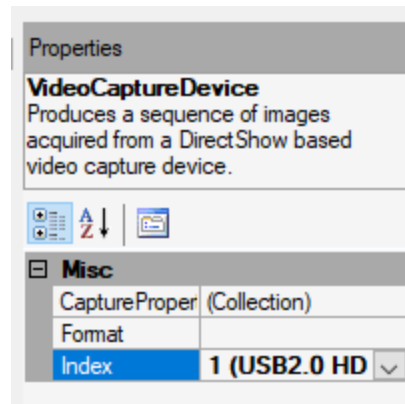 Properties
VideoCaptureDevice
Produces a sequence of images
acquired from a DirectShow based
video capture device.
Misc
CaptureProper (Collection)
Format
Index 1 (USB2.0 HD